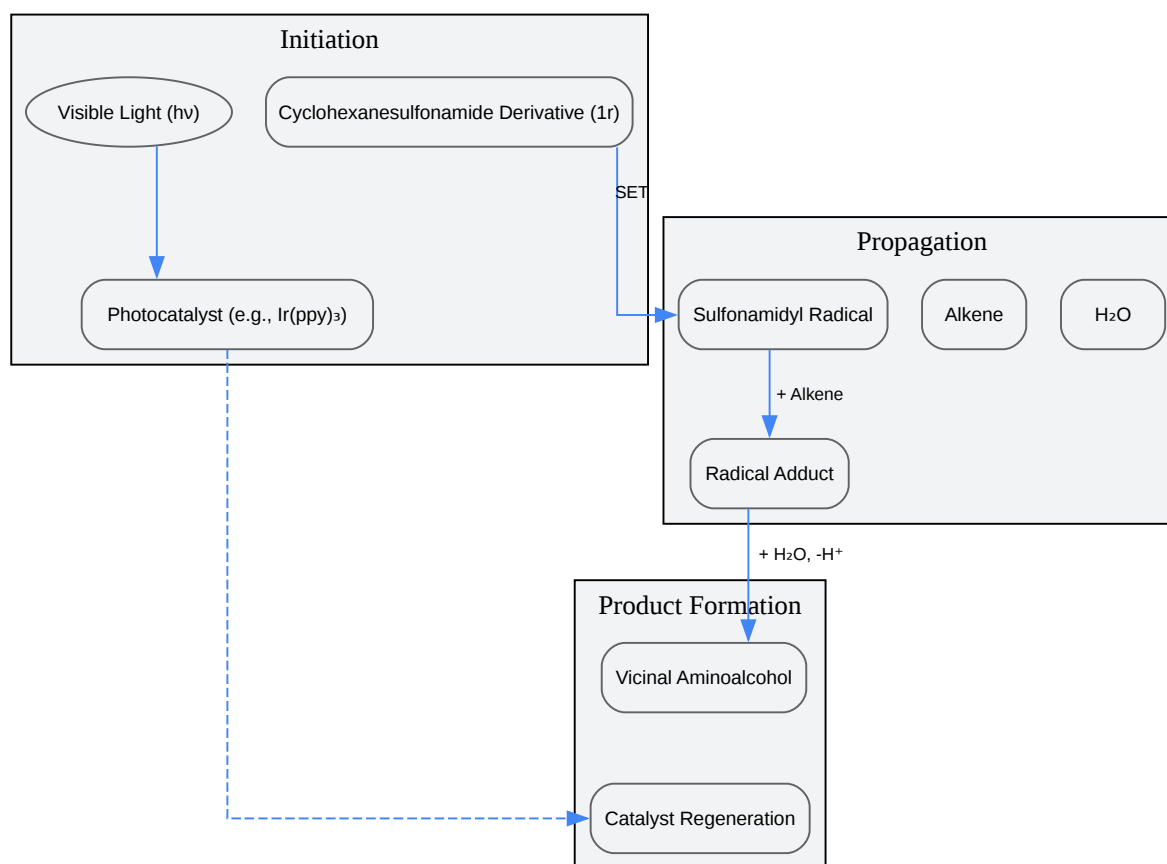 Initiation
Visible Light (hν)
Cyclohexanesulfonamide Derivative (1r)
SET
Photocatalyst (e.g., Ir(ppy)₃)
Propagation
Sulfonamidyl Radical
Alkene
H₂O
+ Alkene
Radical Adduct
+ H₂O, -H⁺
Product Formation
Vicinal Aminoalcohol
Catalyst Regeneration